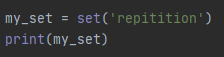 my_set = set('repitition')
print(my_set)